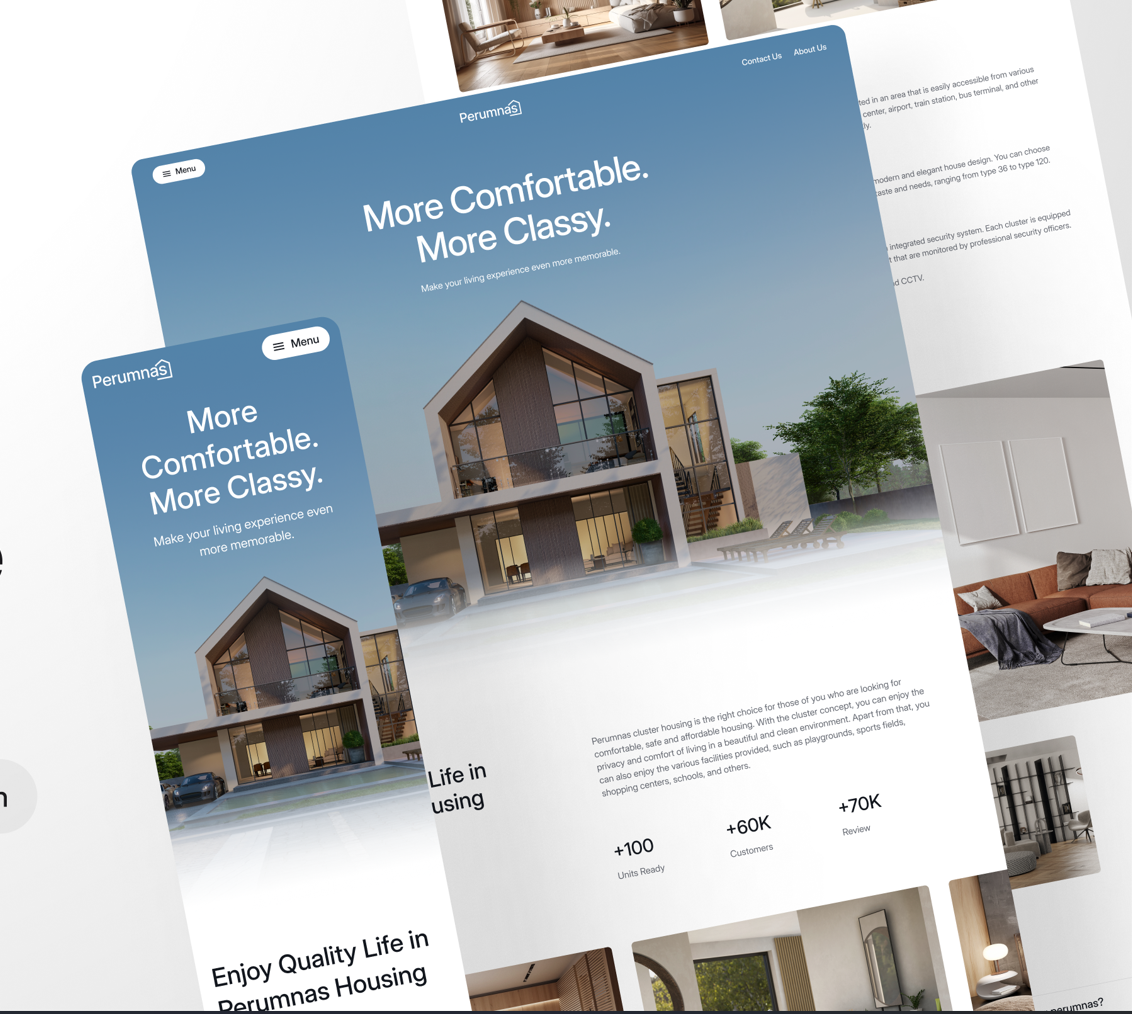 Contact Us
About Us
Perumnas
Menu
More Comfortable.
More Classy.
Make your living experience even more memorable.
Perumnas
Menu
More
Comfortable.
More Classy.
Make your living experience even
more memorable.
Enjoy Quality Life in
Perumnas Housing
Life in
using
Perumnas cluster housing is the right choice for those of you who are looking for
comfortable, safe and affordable housing. With the cluster concept, you can enjoy the
privacy and comfort of living in a beautiful and clean environment. Apart from that, you
can also enjoy the various facilities provided, such as playgrounds, sports fields,
shopping centers, schools, and others.
+100
Units Ready
+60K
Customers
+70K
Review
ted in an area that is easily accessible from various
center, airport, train station, bus terminal, and other
ly.
modern and elegant house design. You can choose
taste and needs, ranging from type 36 to type 120.
integrated security system. Each cluster is equipped
t that are monitored by professional security officers.
d CCTV.
perumnas?